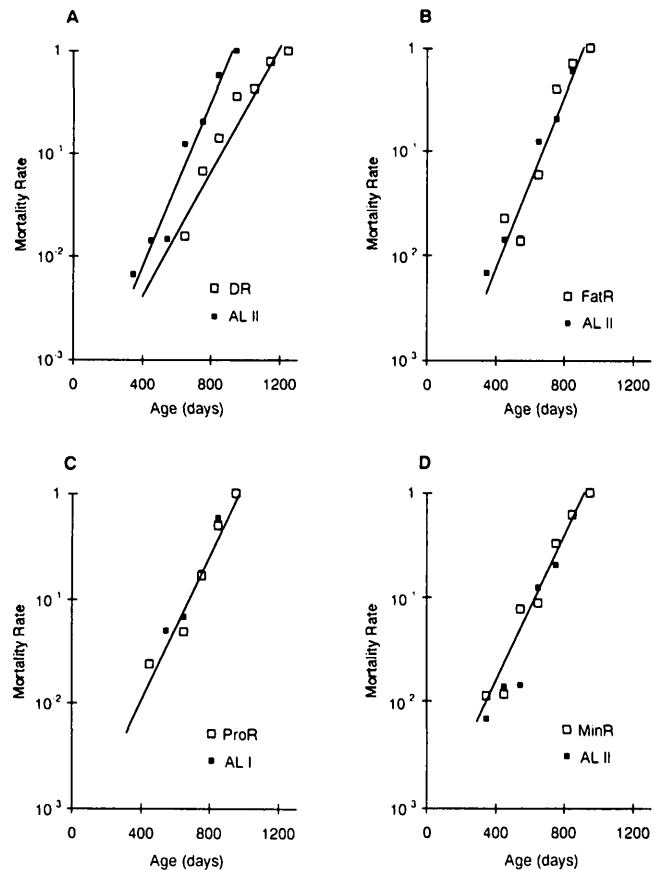 A
1
10-1
10-2
10-3
Mortality Rate
DR
AL II
0 400 800 1200
Age (days)
B
1
10 1
10-2
10 3
Mortality Rate
FatR
AL II
0 400 800 1200
Age (days)
C
1
10-1
10-2
10 3
Mortality Rate
ProR
AL I
0 400 800 1200
Age (days)
D
1
10 1
10-2
10 3
Mortality Rate
MinR
AL II
0 400 800 1200
Age (days)